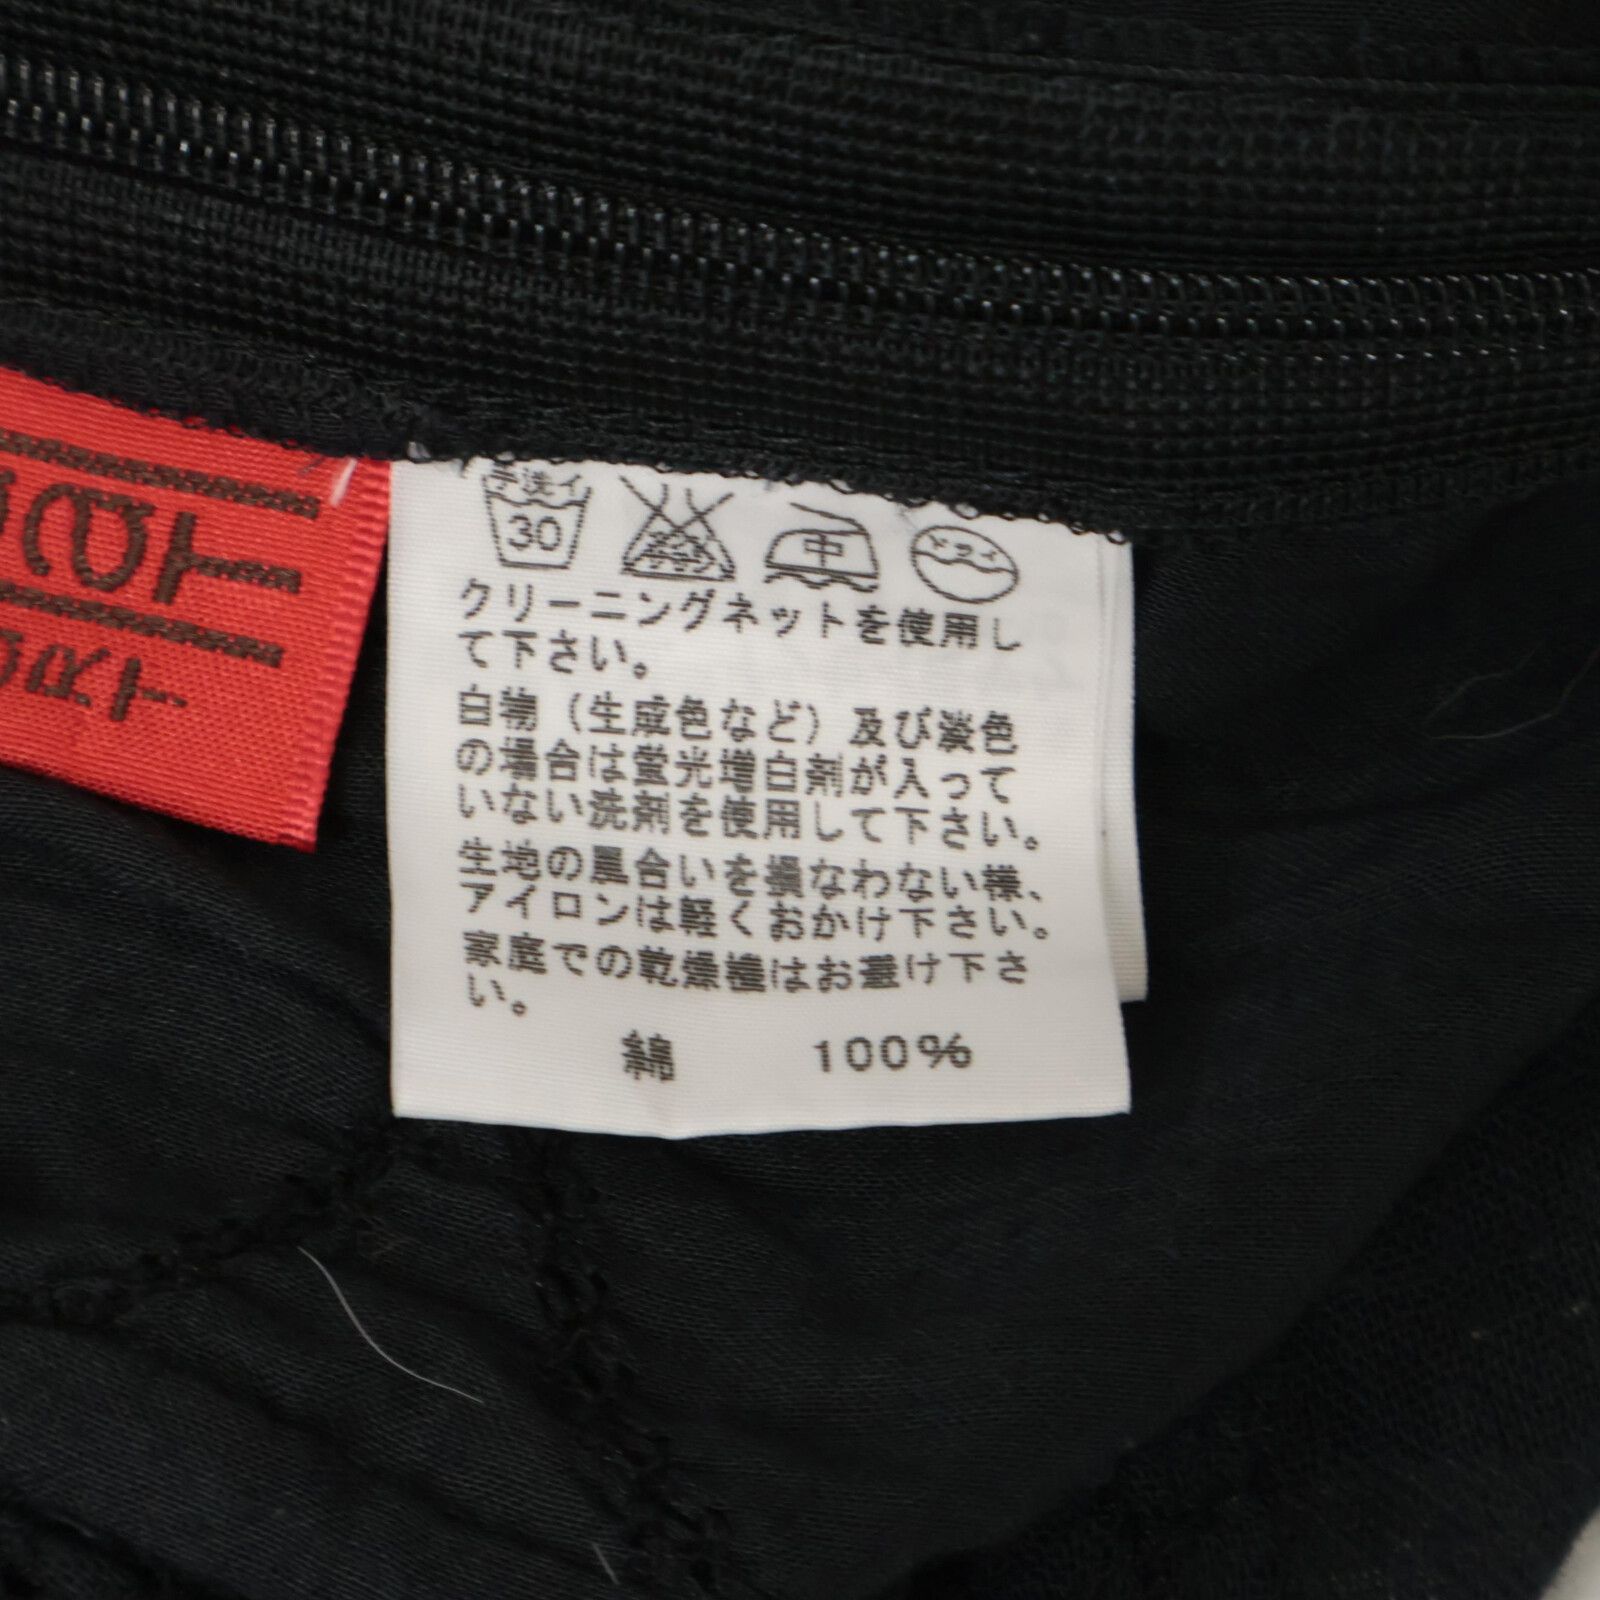 手洗イ
30
中
クリーニングネットを使用し
て下さい。
白物（生成色など）及び淡色
の場合は蛍光増白剤が入って
いない洗剤を使用して下さい。
生地の風合いを損なわない様、
アイロンは軽くおかけ下さい。
家庭での乾燥機はお避け下さ
い。
綿 100%